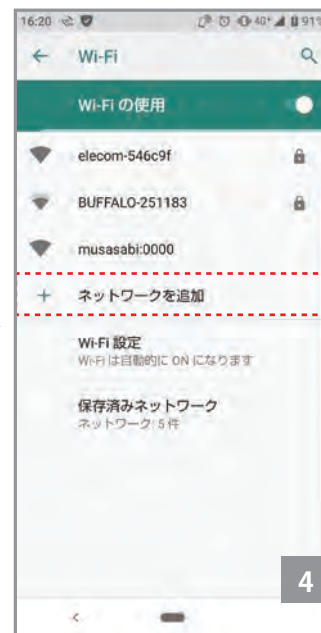 16:20
4G+
91%
Wi-Fi
Wi-Fi の使用
elecom-546c9f
BUFFALO-251183
musasabi:0000
+ ネットワークを追加
Wi-Fi 設定
Wi-Fi は自動的に ON になります
保存済みネットワーク
ネットワーク: 5 件
4